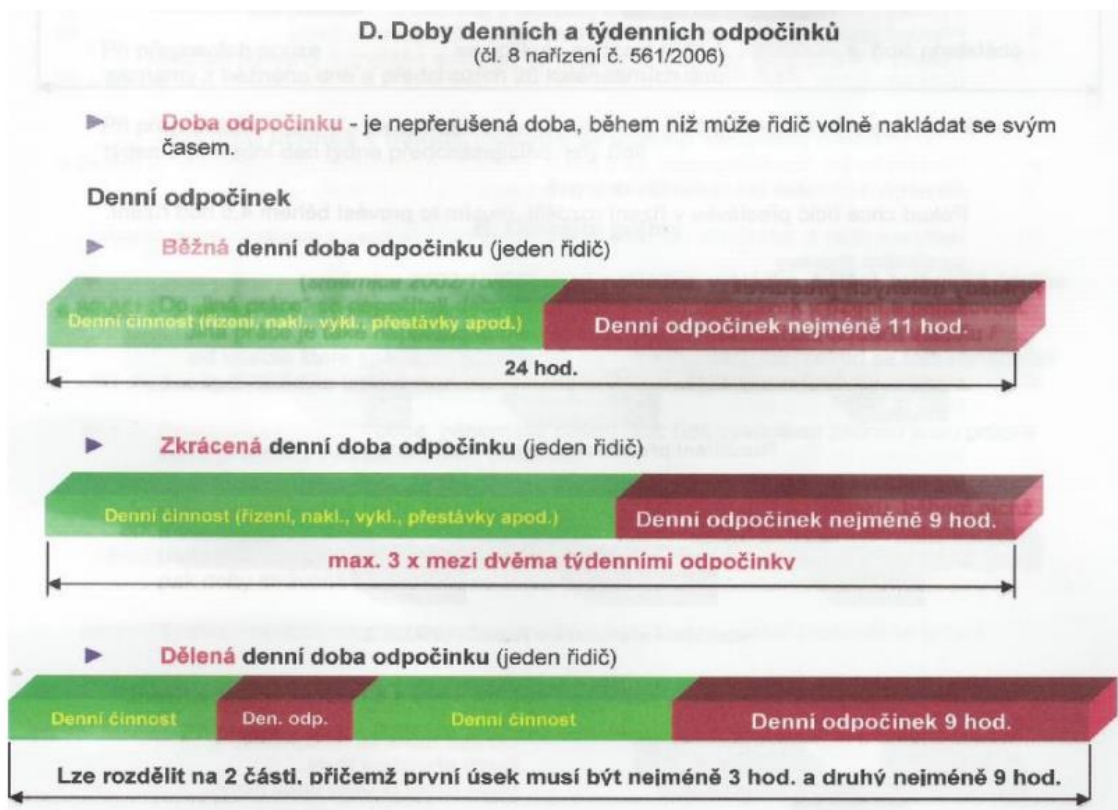 D. Doby denních a týdenních odpočinků
(čl. 8 nařízení č. 561/2006)
Doba odpočinku - je nepřerušená doba, během níž může řidič volně nakládat se svým
časem.
Denní odpočinek
Běžná denní doba odpočinku (jeden řidič)
Denní činnost (řízení, nakl., vykl., přestávky apod.)
Denní odpočinek nejméně 11 hod.
24 hod.
Zkrácená denní doba odpočinku (jeden řidič)
Denní činnost (řízení, nakl., vykl., přestávky apod.)
Denní odpočinek nejméně 9 hod.
max. 3 x mezi dvěma týdenními odpočinky
Dělená denní doba odpočinku (jeden řidič)
Denní činnost
Den. odp.
Denní činnost
Denní odpočinek 9 hod.
Lze rozdělit na 2 části, přičemž první úsek musí být nejméně 3 hod. a druhý nejméně 9 hod.